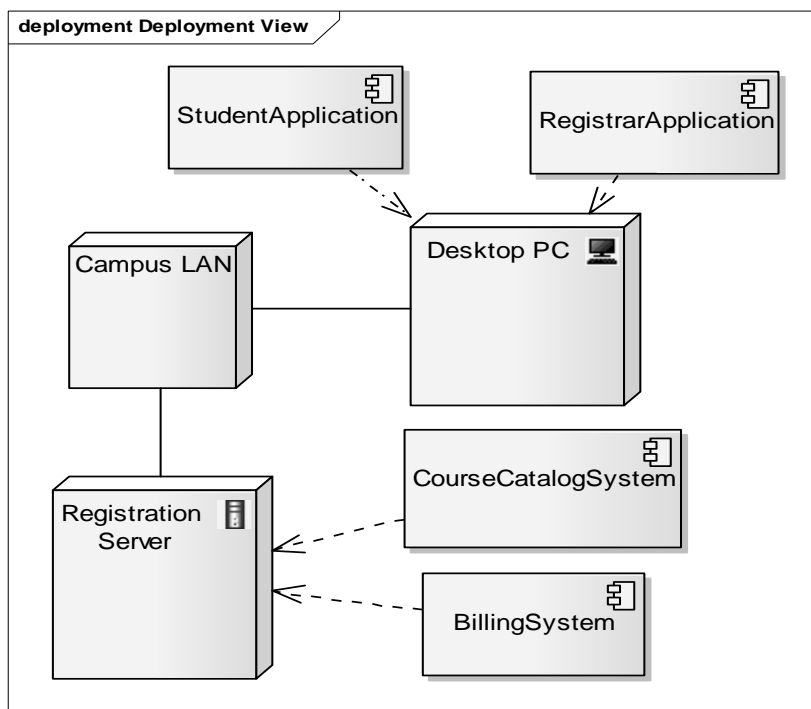 deployment Deployment View
StudentApplication
RegistrarApplication
Campus LAN
Desktop PC
Registration
Server
CourseCatalogSystem
BillingSystem